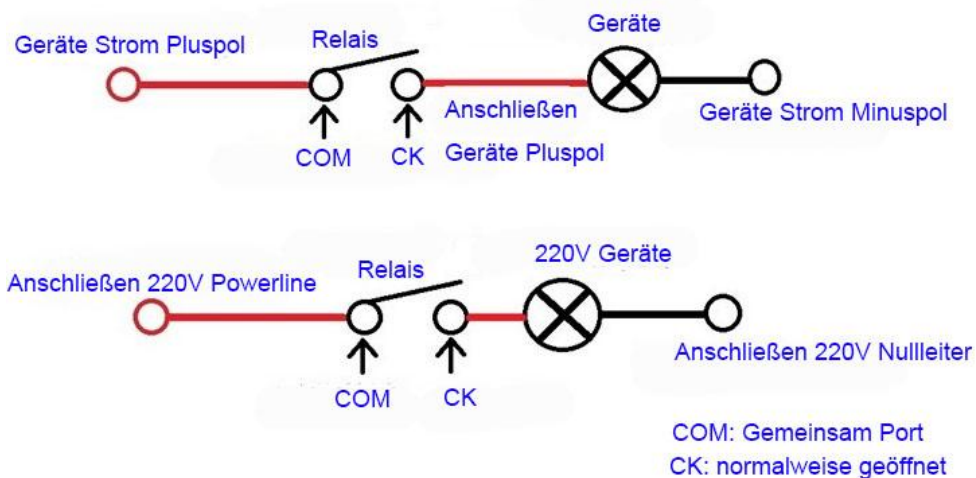 Geräte Strom Pluspol
Relais
Geräte
COM
CK
Anschließen
Geräte Pluspol
Geräte Strom Minuspol
Anschließen 220V Powerline
Relais
220V Geräte
COM
CK
Anschließen 220V Nullleiter
COM: Gemeinsam Port
CK: normalweise geöffnet